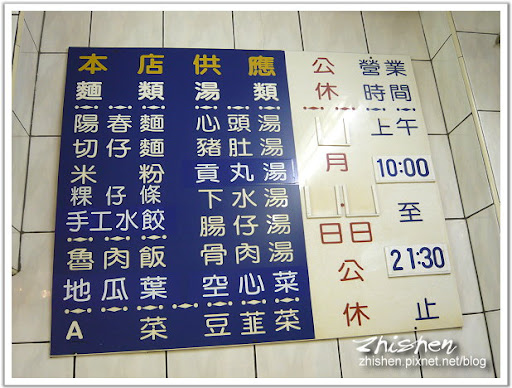 本店供應
麵類 湯類
陽春麵 心頭湯
切仔麵 豬肚湯
米粉 貢丸湯
粿仔條 下水湯
手工水餃 腸仔湯
魯肉飯 骨肉湯
地瓜葉 空心菜
A菜 豆韮菜
公休
月
日日
公休
營業
時間
上午
10:00
至
21:30
止
Zhishen
zhishen.pixnet.net/blog